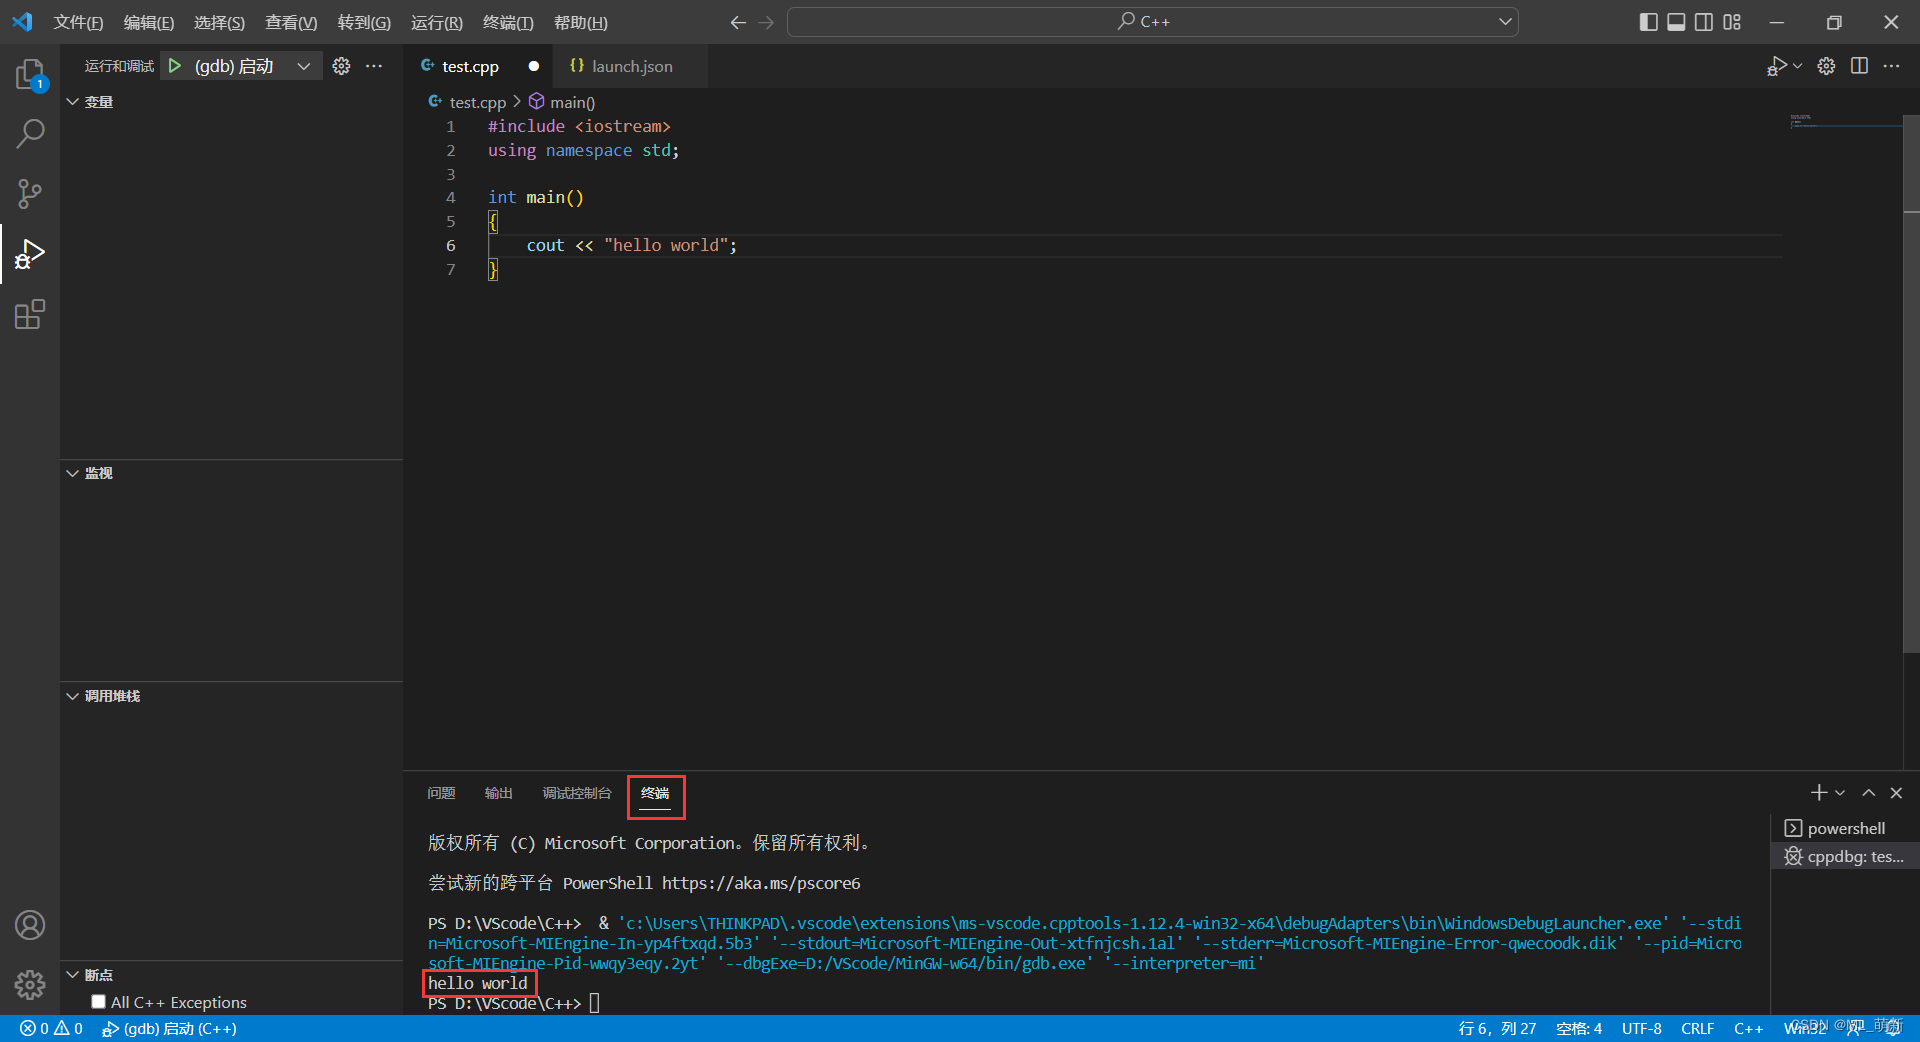 文件(F) 编辑(E) 选择(S) 查看(V) 转到(G) 运行(R) 终端(T) 帮助(H) C++
运行和调试 (gdb) 启动
test.cpp launch.json
1
变量
test.cpp main()
1 #include <iostream>
2 using namespace std;
3
4 int main()
5 {
6 cout << "hello world";
7 }
监视
调用堆栈
断点
All C++ Exceptions
问题 输出 调试控制台 终端
版权所有 (C) Microsoft Corporation。保留所有权利。
尝试新的跨平台 PowerShell https://aka.ms/pscore6
PS D:\VScode\C++>  & 'c:\Users\THINKPAD\.vscode\extensions\ms-vscode.cpptools-1.12.4-win32-x64\debugAdapters\bin\WindowsDebugLauncher.exe' '--stdi
n=Microsoft-MIEngine-In-yp4ftxqd.5b3' '--stdout=Microsoft-MIEngine-Out-xtfnjcsh.1al' '--stderr=Microsoft-MIEngine-Error-qwecoodk.dik' '--pid=Micro
soft-MIEngine-Pid-wwqy3eqy.2yt' '--dbgExe=D:/VScode/MinGW-w64/bin/gdb.exe' '--interpreter=mi'
hello world
PS D:\VScode\C++>
powershell
cppdbg: tes...
0 0 (gdb) 启动 (C++)
行 6，列 27 空格: 4 UTF-8 CRLF C++ Win32